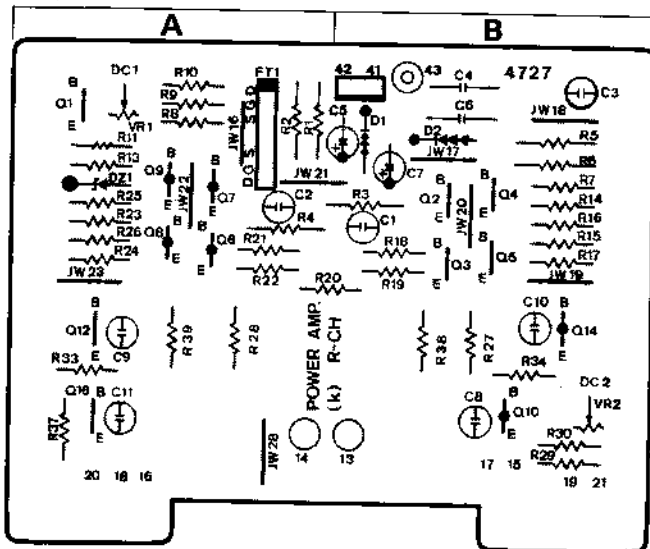 A B
DC1 R10 FT1 42 41 43 C4 4727 C3
B R9
Q1 R8 JW16 S G D R2 R1 C5 D1 C6 JW18
E VR1 D2 R5
R11 JW17
R13 B D G S JW21 C7 R6
Q9 B JW22 B R7
DZ1 Q7 R3 Q2 JW20 Q4
R25 E E C2 E E R14
R23 B B C1 B R16
R26 Q8 Q6 R21 R4 R18 B Q5 R15
R24 E E Q3 R17
JW23 R22 R20 R19 E E JW19
B C10 B
Q12 C9 R39 R28 POWER AMP. R-CH R38 R27 Q14
E (k) E
R33 R34
Q16 B C11 C8 B DC2
R37 E Q10 VR2
JW28 14 13 E R30
20 18 16 17 15 R29
19 21